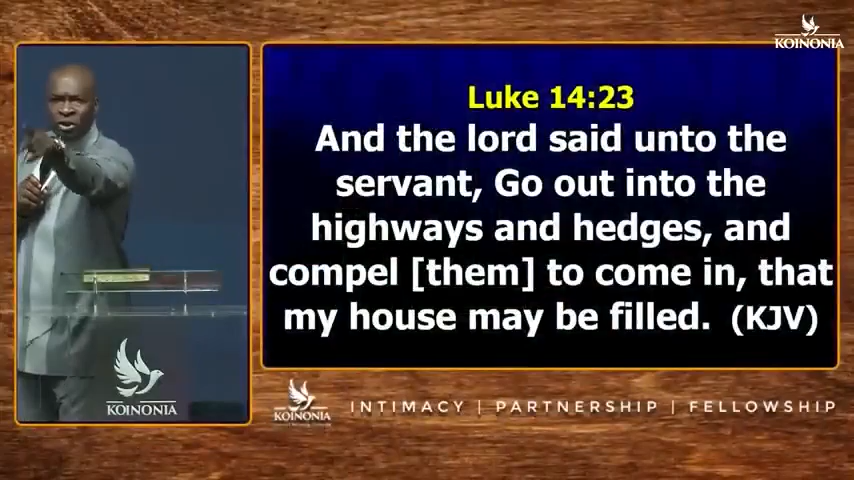 KOINONIA
Luke 14:23
And the lord said unto the
servant, Go out into the
highways and hedges, and
compel [them] to come in, that
my house may be filled. (KJV)
KOINONIA
KOINONIA
INTIMACY | PARTNERSHIP | FELLOWSHIP